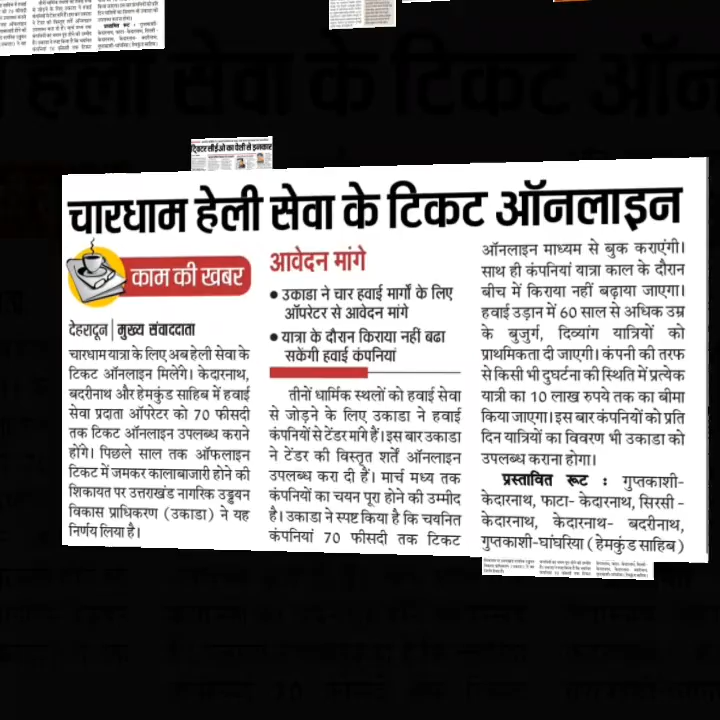 ट्विटर सीईओ का पेशी से इनकार
चारधाम हेली सेवा के टिकट ऑनलाइन
काम की खबर
देहरादून | मुख्य संवाददाता
चारधाम यात्रा के लिए अब हेली सेवा के
टिकट ऑनलाइन मिलेंगे। केदारनाथ,
बदरीनाथ और हेमकुंड साहिब में हवाई
सेवा प्रदाता ऑपरेटर को 70 फीसदी
तक टिकट ऑनलाइन उपलब्ध कराने
होंगे। पिछले साल तक ऑफलाइन
टिकट में जमकर कालाबाजारी होने की
शिकायत पर उत्तराखंड नागरिक उड्डयन
विकास प्राधिकरण (उकाडा) ने यह
निर्णय लिया है।
आवेदन मांगे
● उकाडा ने चार हवाई मार्गों के लिए
ऑपरेटर से आवेदन मांगे
● यात्रा के दौरान किराया नहीं बढा
सकेंगी हवाई कंपनियां
तीनों धार्मिक स्थलों को हवाई सेवा
से जोड़ने के लिए उकाडा ने हवाई
कंपनियों से टेंडर मांगे हैं। इस बार उकाडा
ने टेंडर की विस्तृत शर्तें ऑनलाइन
उपलब्ध करा दी हैं। मार्च मध्य तक
कंपनियों का चयन पूरा होने की उम्मीद
है। उकाडा ने स्पष्ट किया है कि चयनित
कंपनियां 70 फीसदी तक टिकट
ऑनलाइन माध्यम से बुक कराएंगी।
साथ ही कंपनियां यात्रा काल के दौरान
बीच में किराया नहीं बढ़ाया जाएगा।
हवाई उड़ान में 60 साल से अधिक उम्र
के बुजुर्ग, दिव्यांग यात्रियों को
प्राथमिकता दी जाएगी। कंपनी की तरफ
से किसी भी दुघर्टना की स्थिति में प्रत्येक
यात्री का 10 लाख रुपये तक का बीमा
किया जाएगा। इस बार कंपनियों को प्रति
दिन यात्रियों का विवरण भी उकाडा को
उपलब्ध कराना होगा।
प्रस्तावित रूट : गुप्तकाशी-
केदारनाथ, फाटा- केदारनाथ, सिरसी -
केदारनाथ, केदारनाथ- बदरीनाथ,
गुप्तकाशी-घांघरिया (हेमकुंड साहिब)